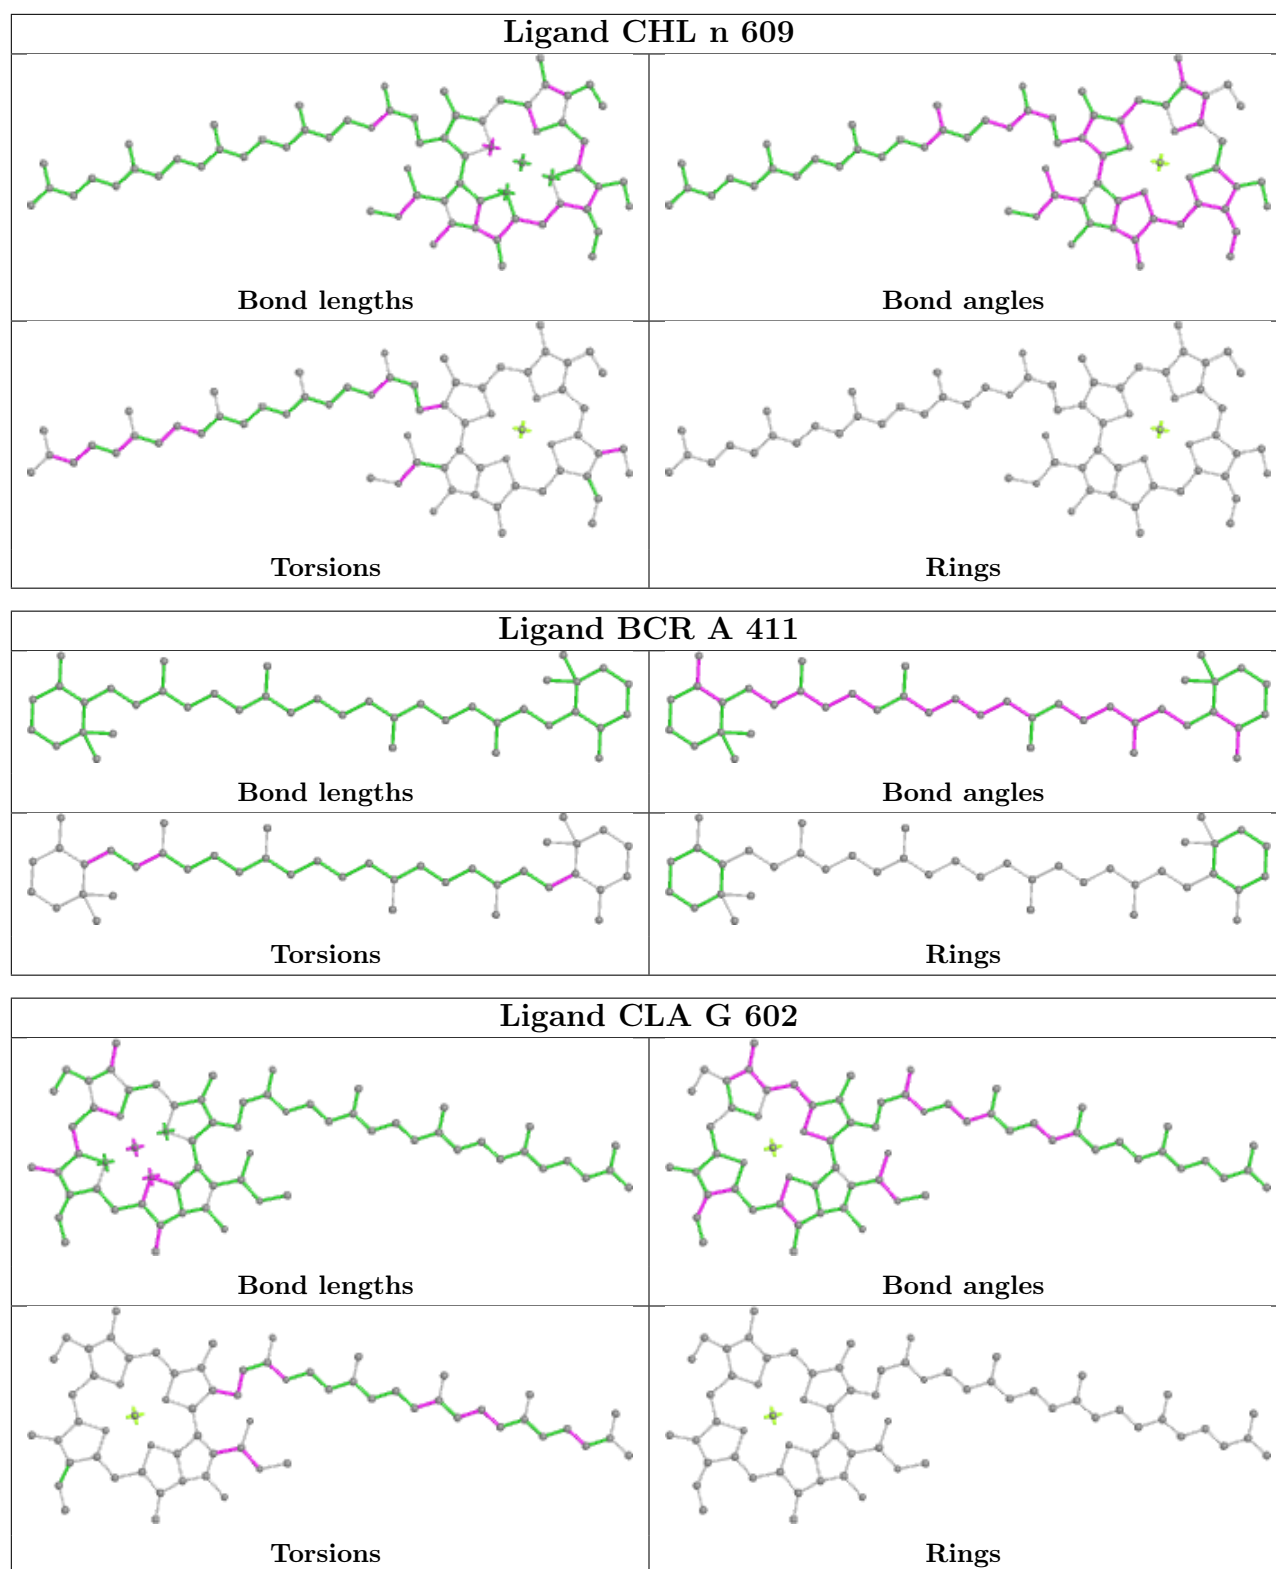 Ligand CHL n 609
Bond lengths
Bond angles
Torsions
Rings
Ligand BCR A 411
Bond lengths
Bond angles
Torsions
Rings
Ligand CLA G 602
Bond lengths
Bond angles
Torsions
Rings